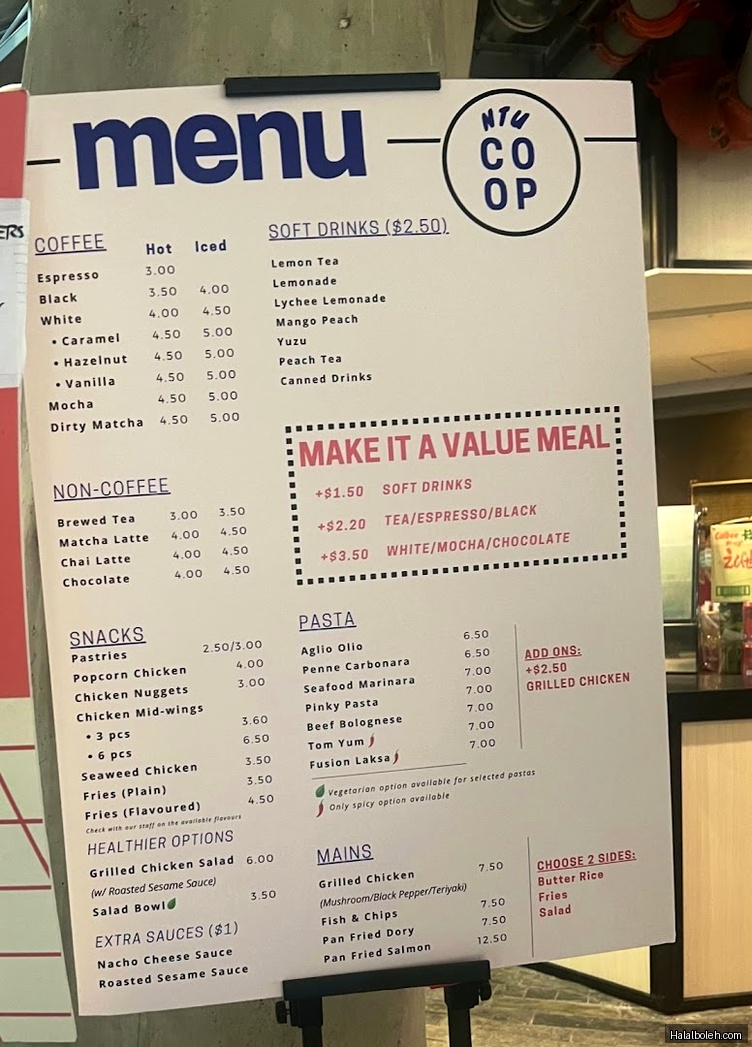 menu
NTU
CO
OP
ERS
COFFEE Hot Iced
Espresso 3.00
Black 3.50 4.00
White 4.00 4.50
• Caramel 4.50 5.00
• Hazelnut 4.50 5.00
• Vanilla 4.50 5.00
Mocha 4.50 5.00
Dirty Matcha 4.50 5.00
SOFT DRINKS ($2.50)
Lemon Tea
Lemonade
Lychee Lemonade
Mango Peach
Yuzu
Peach Tea
Canned Drinks
MAKE IT A VALUE MEAL
+$1.50 SOFT DRINKS
+$2.20 TEA/ESPRESSO/BLACK
+$3.50 WHITE/MOCHA/CHOCOLATE
NON-COFFEE
Brewed Tea 3.00 3.50
Matcha Latte 4.00 4.50
Chai Latte 4.00 4.50
Chocolate 4.00 4.50
SNACKS
Pastries 2.50/3.00
Popcorn Chicken 4.00
Chicken Nuggets 3.00
Chicken Mid-wings
• 3 pcs 3.60
• 6 pcs 6.50
Seaweed Chicken 3.50
Fries (Plain) 3.50
Fries (Flavoured) 4.50
Check with our staff on the available flavours
HEALTHIER OPTIONS
Grilled Chicken Salad 6.00
(w/ Roasted Sesame Sauce)
Salad Bowl 3.50
EXTRA SAUCES ($1)
Nacho Cheese Sauce
Roasted Sesame Sauce
PASTA
Aglio Olio 6.50
Penne Carbonara 6.50
Seafood Marinara 7.00
Pinky Pasta 7.00
Beef Bolognese 7.00
Tom Yum 7.00
Fusion Laksa 7.00
Vegetarian option available for selected pastas
Only spicy option available
ADD ONS:
+$2.50
GRILLED CHICKEN
MAINS
Grilled Chicken 7.50
(Mushroom/Black Pepper/Teriyaki)
Fish & Chips 7.50
Pan Fried Dory 7.50
Pan Fried Salmon 12.50
CHOOSE 2 SIDES:
Butter Rice
Fries
Salad
Calbee
Halalboleh.com